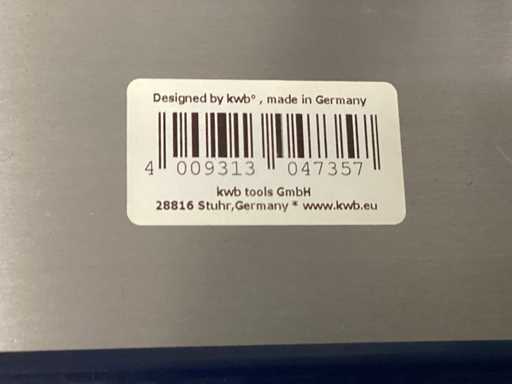 Designed by kwb° , made in Germany
4 009313 047357
kwb tools GmbH
28816 Stuhr,Germany * www.kwb.eu